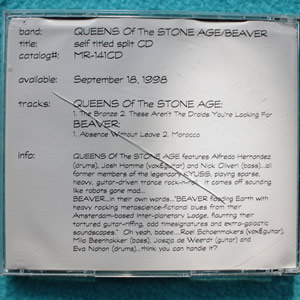 band: QUEENS Of The STONE AGE/BEAVER
title: self titled split CD
catalog#: MR-141CD
available: September 18, 1998
tracks: QUEENS Of The STONE AGE:
1. The Bronze 2. These Aren't The Droids You're Looking For
BEAVER:
1. Absence Without Leave 2. Morocco
info: QUEENS Of The STONE AGE features Alfredo Hernandez
(drums), Josh Homme (vox&guitar) and Nick Oliveri (bass)...all
former members of the legendary KYUSS, playing sparse,
heavy, guitar-driven trance rock-n-roll. It comes off sounding
like robots gone mad...
BEAVER...in their own words..."BEAVER flooding Earth with
heavy rocking metascience-fictional blues from their
Amsterdam-based inter-planetary Lodge, flaunting their
tortured guitar-riffing, odd timesignatures and extra-galactic
soundscapes." Oh yeah, babee....Roel Schoenmakers (vox&guitar),
Milo Beenhakker (bass), Joszja de Weerdt (guitar) and
Eva Nahon (drums)...think you can handle it?